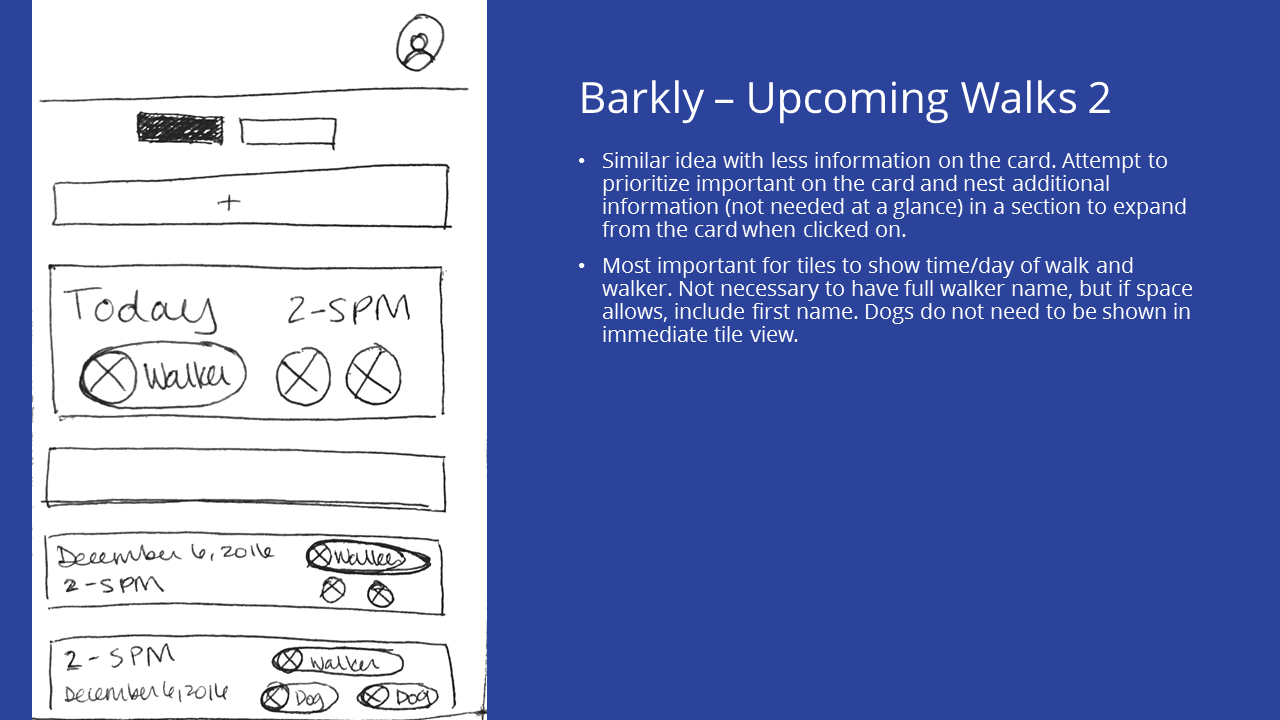 Today 2-5PM
Walker
December 6, 2016 Walker
2-5PM
2-5PM Walker
December 6, 2016 Dog Dog
Barkly – Upcoming Walks 2
• Similar idea with less information on the card. Attempt to
prioritize important on the card and nest additional
information (not needed at a glance) in a section to expand
from the card when clicked on.
• Most important for tiles to show time/day of walk and
walker. Not necessary to have full walker name, but if space
allows, include first name. Dogs do not need to be shown in
immediate tile view.